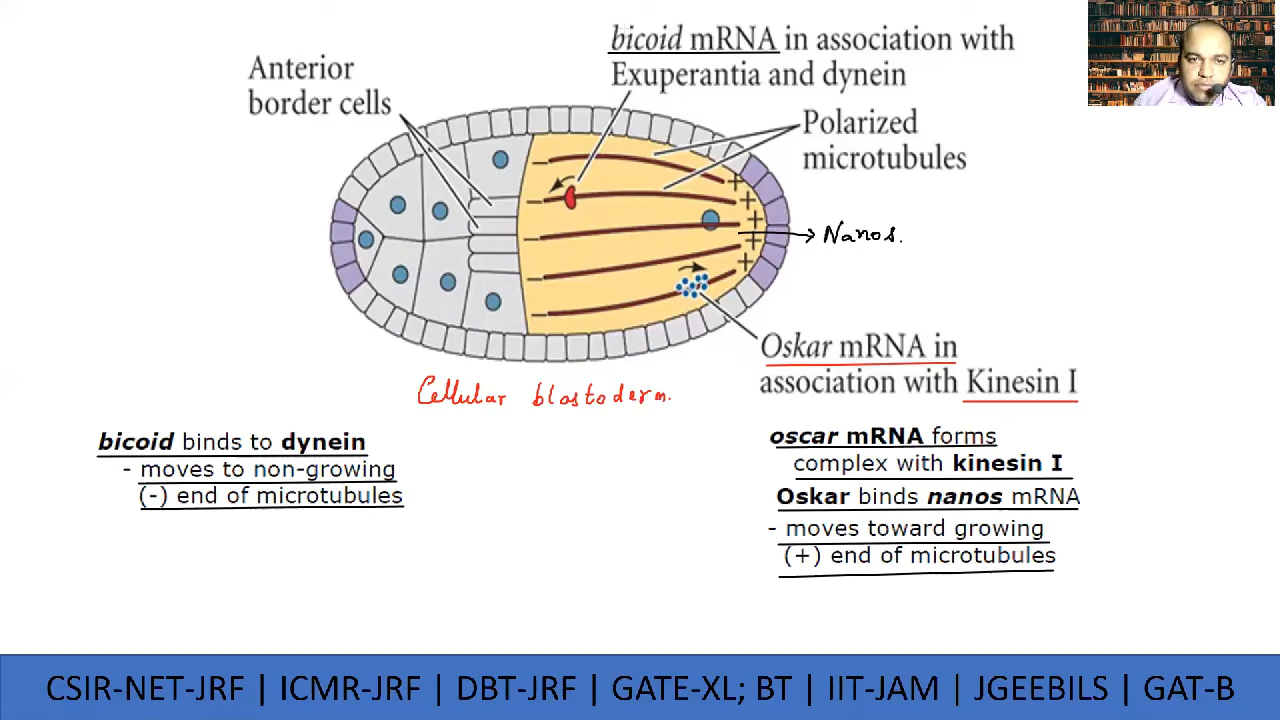 bicoid mRNA in association with
Exuperantia and dynein
Anterior
border cells
Polarized
microtubules
− + − + − + − + − + −
Nanos.
Oskar mRNA in
association with Kinesin I
Cellular blastoderm.
bicoid binds to dynein
- moves to non-growing
(-) end of microtubules
oscar mRNA forms
complex with kinesin I
Oskar binds nanos mRNA
- moves toward growing
(+) end of microtubules
CSIR-NET-JRF | ICMR-JRF | DBT-JRF | GATE-XL; BT | IIT-JAM | JGEEBILS | GAT-B